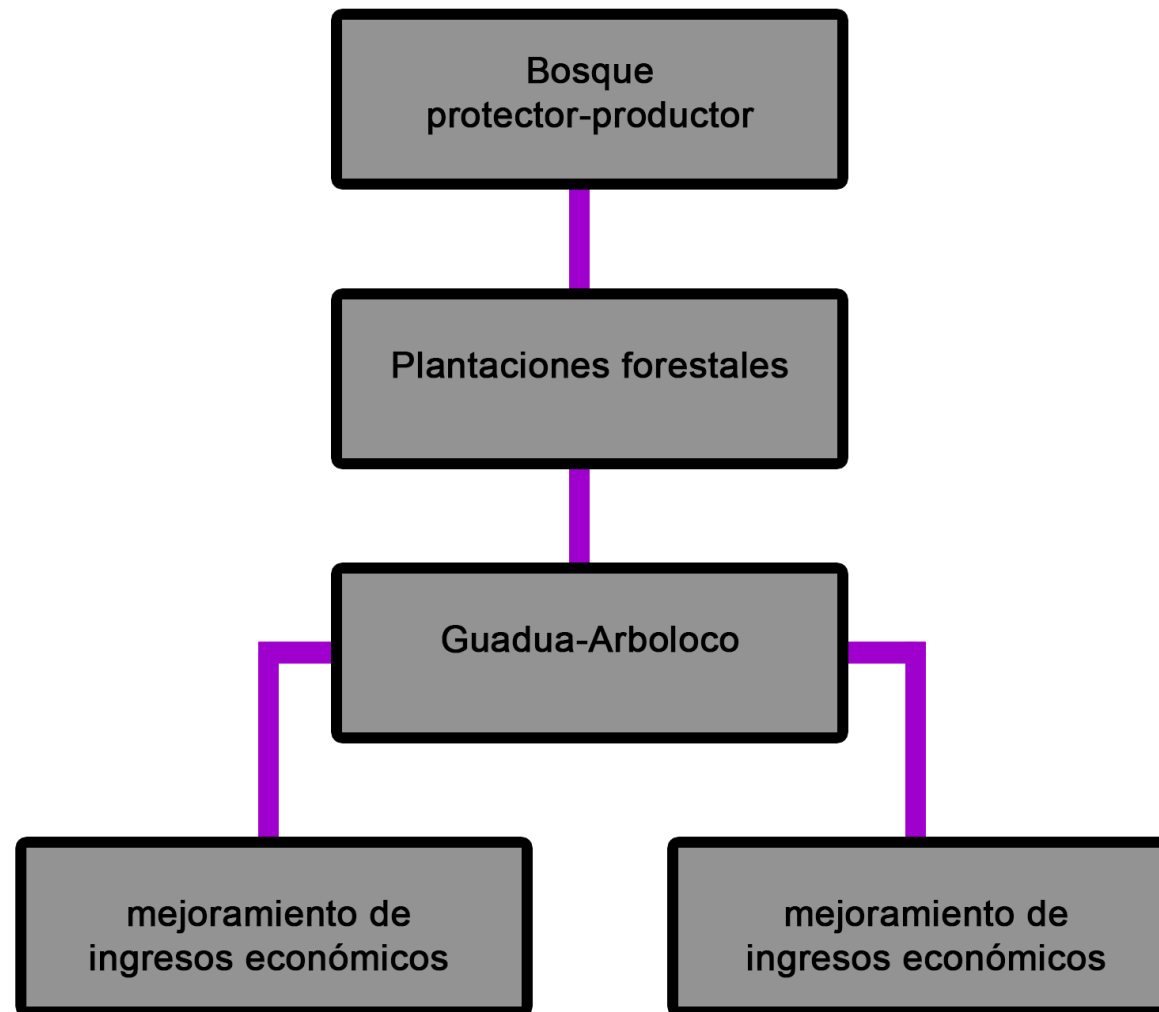 Bosque
protector-productor
Plantaciones forestales
Guadua-Arboloco
mejoramiento de
ingresos económicos
mejoramiento de
ingresos económicos